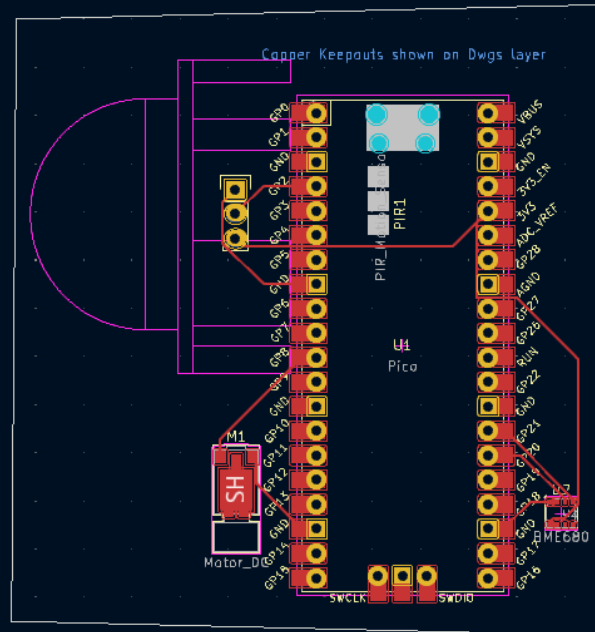 Copper Keepouts shown on Dwgs layer
GP0
GP1
GND
GP2
GP3
GP4
GP5
GND
GP6
GP7
GP8
GP9
GND
GP10
GP11
GP12
GP13
GND
GP14
GP15
VBUS
VSYS
GND
3V3_EN
3V3
ADC_VREF
GP28
AGND
GP27
GP26
RUN
GP22
GND
GP21
GP20
GP19
GP18
GND
GP17
GP16
PIR1
U1
Pico
M1
SH
BME680
SWCLK
SWDIO